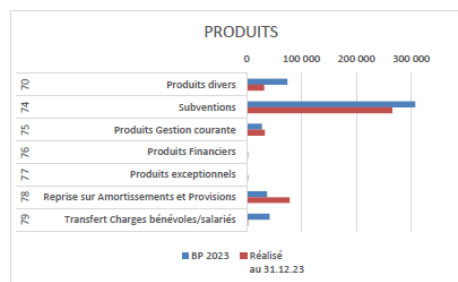 PRODUITS
0 100 000 200 000 300 000
70 Produits divers
74 Subventions
75 Produits Gestion courante
76 Produits Financiers
77 Produits exceptionnels
78 Reprise sur Amortissements et Provisions
79 Transfert Charges bénévoles/salariés
BP 2023 Réalisé
au 31.12.23